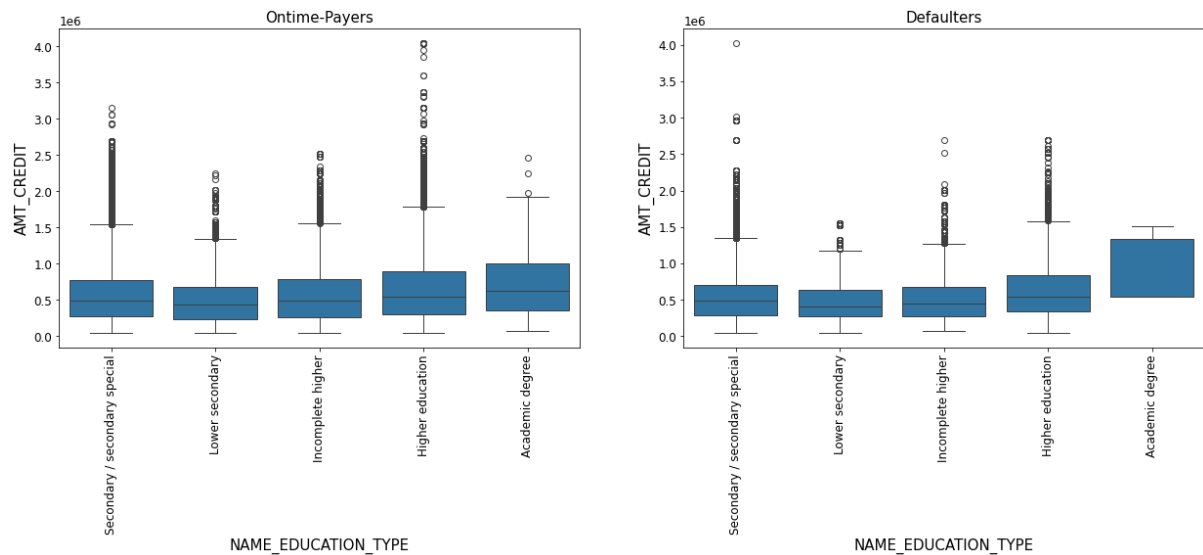 Ontime-Payers
1e6
4.0
3.5
3.0
2.5
2.0
1.5
1.0
0.5
0.0
AMT_CREDIT
Secondary / secondary special
Lower secondary
Incomplete higher
Higher education
Academic degree
NAME_EDUCATION_TYPE
Defaulters
1e6
4.0
3.5
3.0
2.5
2.0
1.5
1.0
0.5
0.0
AMT_CREDIT
Secondary / secondary special
Lower secondary
Incomplete higher
Higher education
Academic degree
NAME_EDUCATION_TYPE